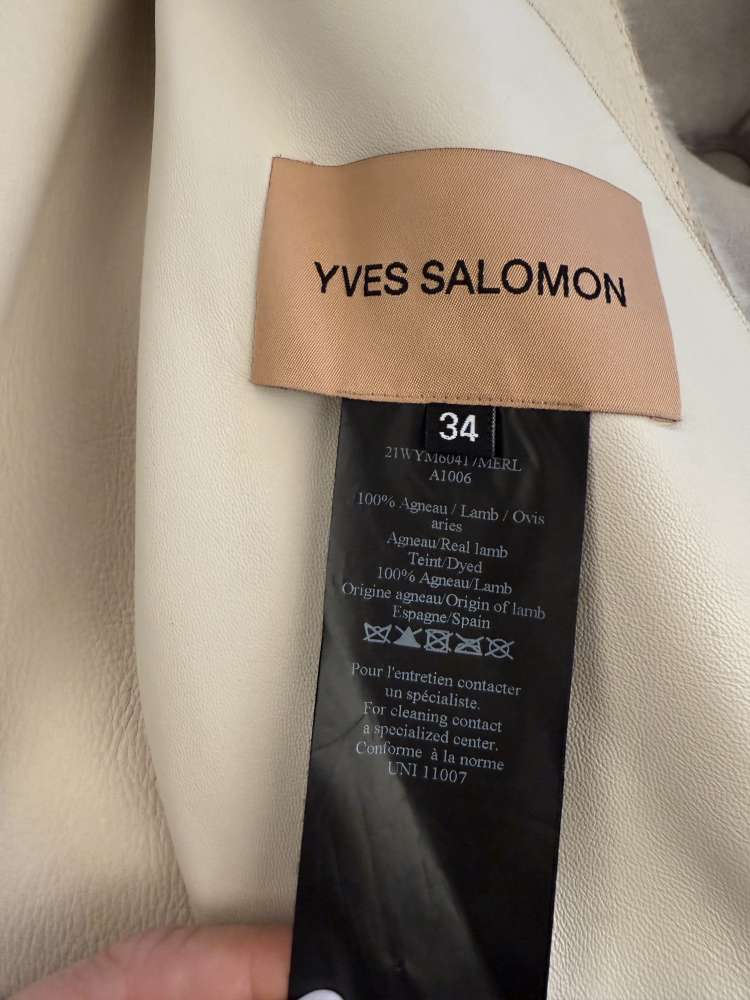 YVES SALOMON
34
21WYM60417MERL
A1006
100% Agneau / Lamb / Ovis
aries
Agneau/Real lamb
Teint/Dyed
100% Agneau/Lamb
Origine agneau/Origin of lamb
Espagne/Spain
Pour l'entretien contacter
un spécialiste.
For cleaning contact
a specialized center.
Conforme à la norme
UNI 11007